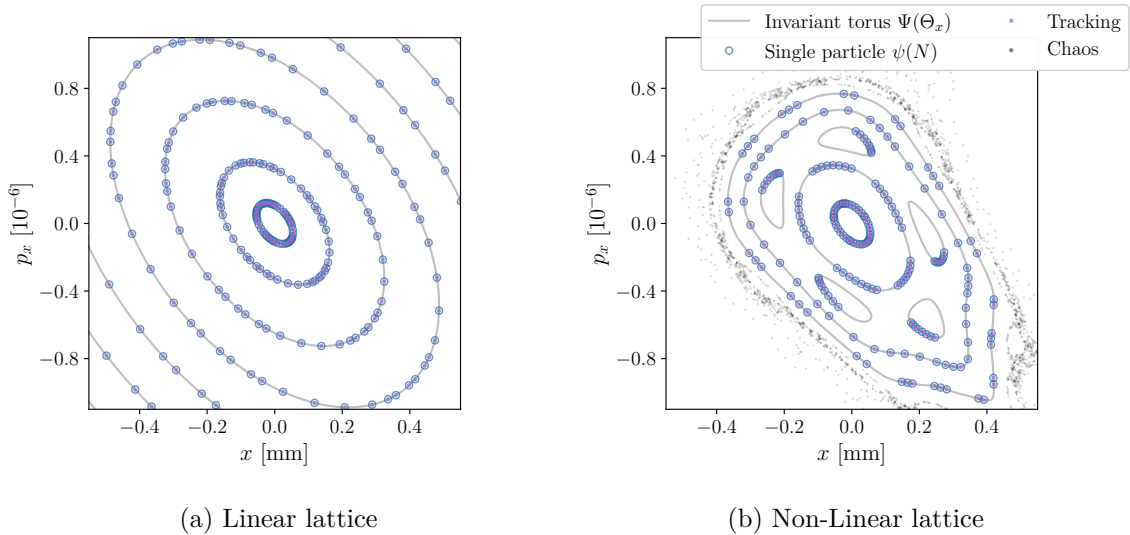 Invariant torus Ψ(Θₓ)
Single particle ψ(N)
Tracking
Chaos
0.8
0.4
0.0
−0.4
−0.8
pₓ [10⁻⁶]
−0.4 −0.2 0.0 0.2 0.4
x [mm]
(a) Linear lattice
0.8
0.4
0.0
−0.4
−0.8
pₓ [10⁻⁶]
−0.4 −0.2 0.0 0.2 0.4
x [mm]
(b) Non-Linear lattice